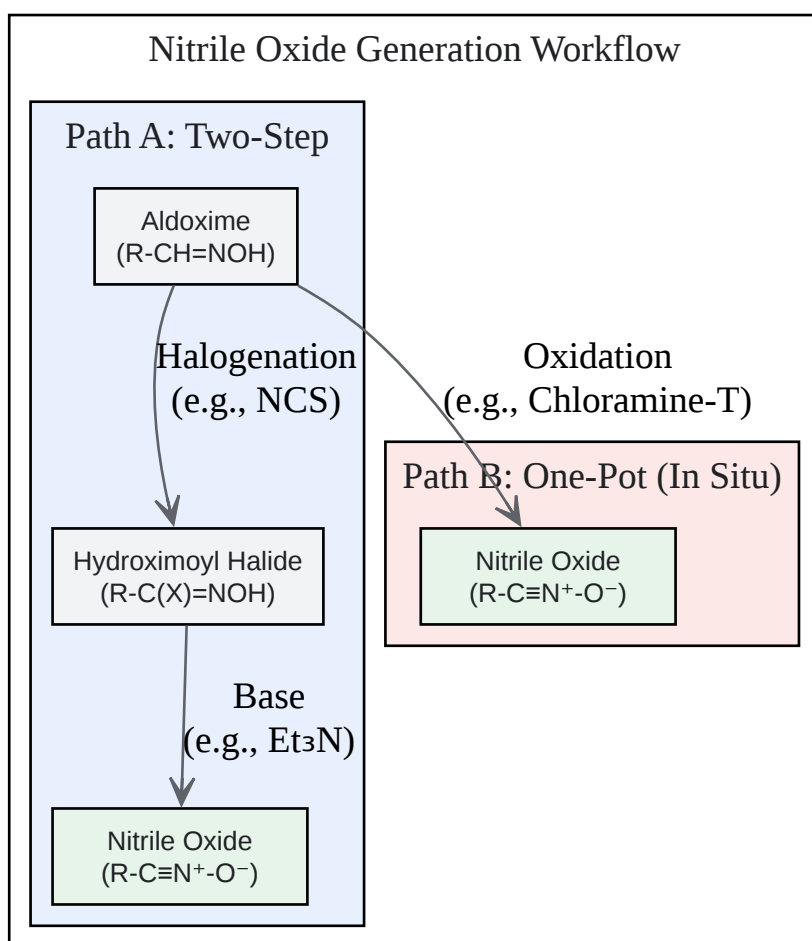 Nitrile Oxide Generation Workflow
Path A: Two-Step
Aldoxime
(R-CH=NOH)
Halogenation
(e.g., NCS)
Oxidation
(e.g., Chloramine-T)
Path B: One-Pot (In Situ)
Hydroximoyl Halide
(R-C(X)=NOH)
Nitrile Oxide
(R-C≡N⁺-O⁻)
Base
(e.g., Et₃N)
Nitrile Oxide
(R-C≡N⁺-O⁻)